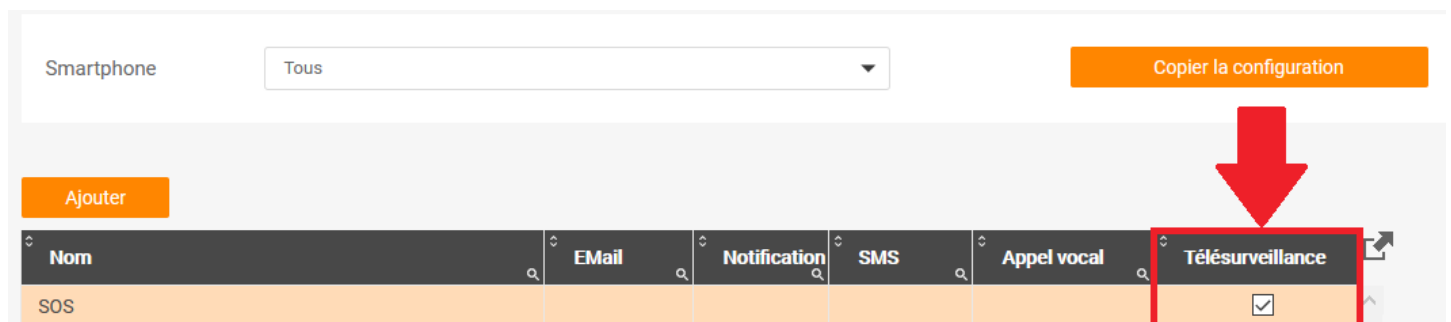 Smartphone Tous Copier la configuration
Ajouter
Nom EMail Notification SMS Appel vocal Télésurveillance
SOS